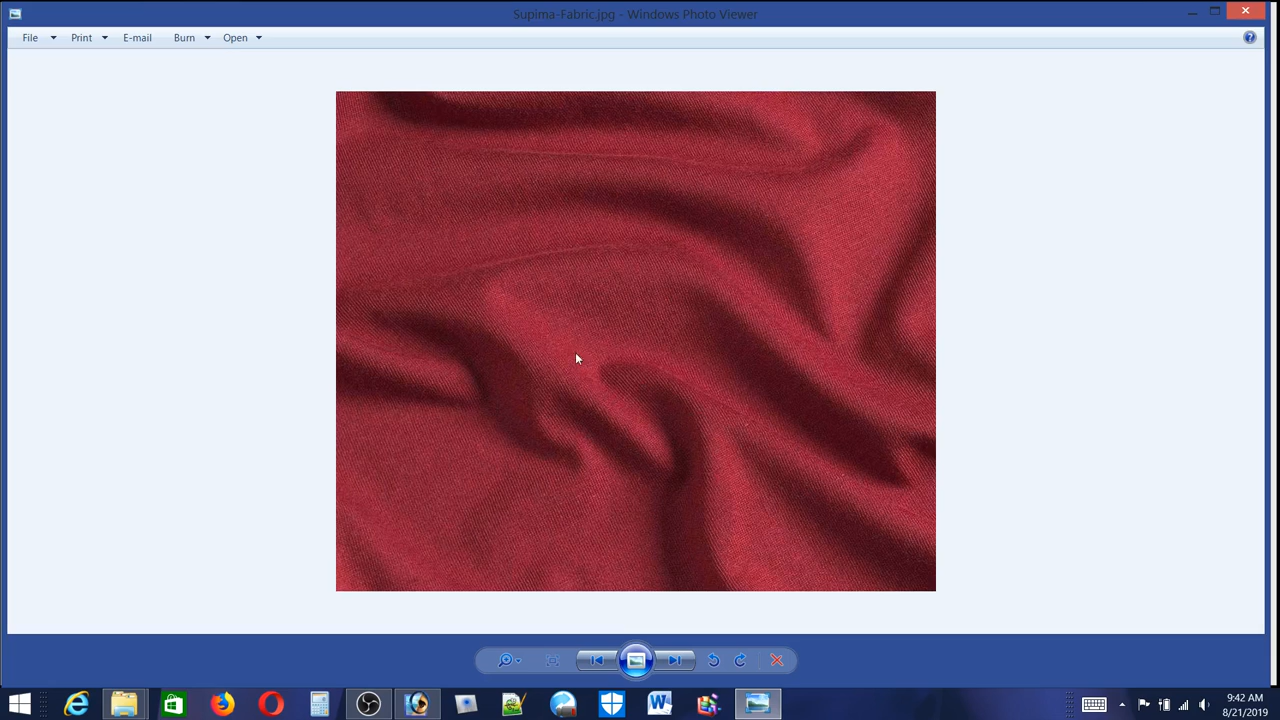 Supima-Fabric.jpg - Windows Photo Viewer
File Print E-mail Burn Open
9:42 AM
8/21/2019